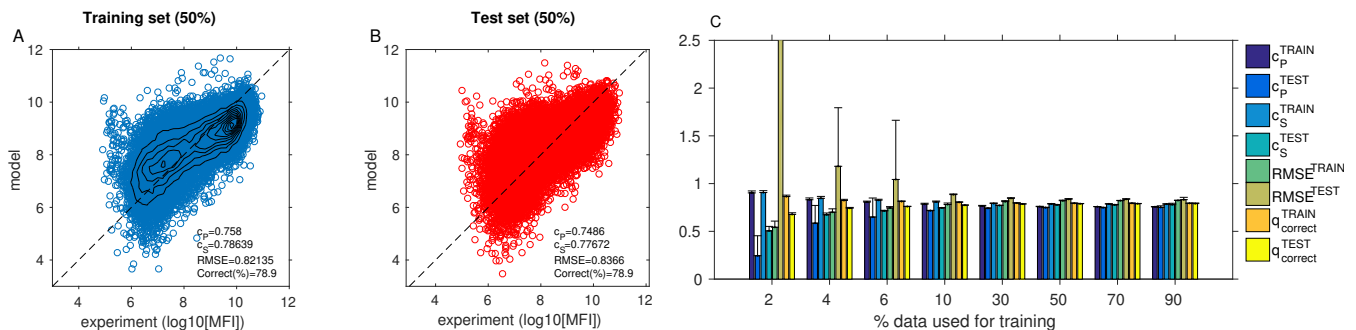 Training set (50%)
A
12
10
8
6
4
model
4
6
8
10
12
experiment (log10[MFI])
c_P=0.758
c_S=0.78639
RMSE=0.82135
Correct(%)=78.9
Test set (50%)
B
12
10
8
6
4
model
4
6
8
10
12
experiment (log10[MFI])
c_P=0.7486
c_S=0.77672
RMSE=0.8366
Correct(%)=78.9
C
2.5
2
1.5
1
0.5
0
2
4
6
10
30
50
70
90
% data used for training
c_P^TRAIN
c_P^TEST
c_S^TRAIN
c_S^TEST
RMSE^TRAIN
RMSE^TEST
q_correct^TRAIN
q_correct^TEST